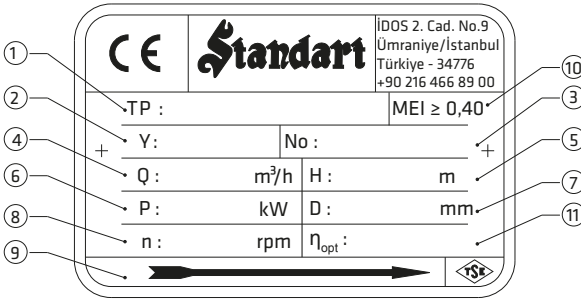 CE
Standart
İDOS 2. Cad. No.9
Ümraniye/İstanbul
Türkiye - 34776
+90 216 466 89 00
1
TP :
MEI ≥ 0,40
10
2
Y:
No :
3
4
Q :
m³/h
H :
m
5
6
P :
kW
D :
mm
7
8
n :
rpm
ηopt :
11
9
TSE